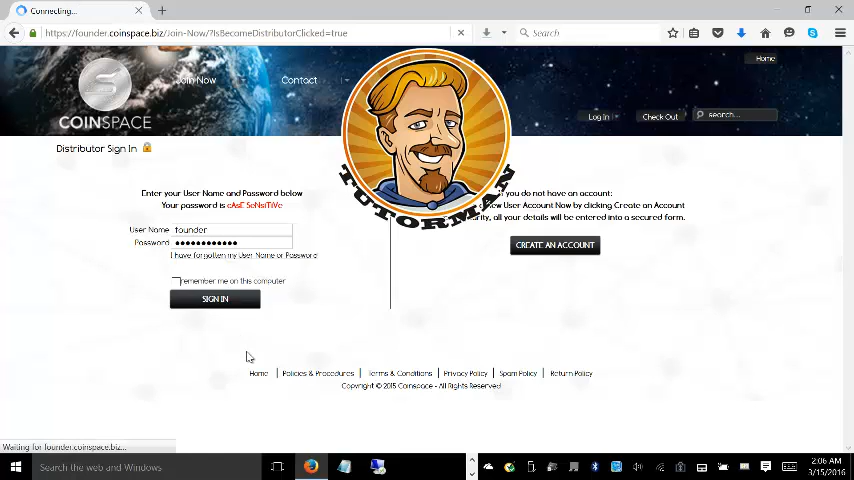 Connecting...
https://founder.coinspace.biz/Join-Now/?IsBecomeDistributorClicked=true
Search
Home
Join Now
Contact
COINSPACE
Log In
Check Out
search...
Distributor Sign In
TUTORMAN
Enter your User Name and Password below
Your password is cAsE SeNsiTiVe
User Name founder
Password
I have forgotten my User Name or Password
remember me on this computer
SIGN IN
you do not have an account:
ew User Account Now by clicking Create an Account
urity, all your details will be entered into a secured form.
CREATE AN ACCOUNT
Home | Policies & Procedures | Terms & Conditions | Privacy Policy | Spam Policy | Return Policy
Copyright © 2015 Coinspace - All Rights Reserved
Waiting for founder.coinspace.biz...
Search the web and Windows
2:06 AM
3/15/2016